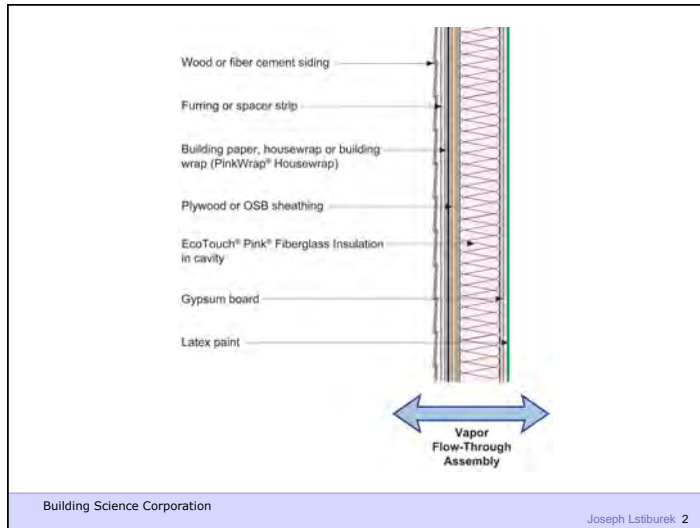 Wood or fiber cement siding
Furring or spacer strip
Building paper, housewrap or building
wrap (PinkWrap® Housewrap)
Plywood or OSB sheathing
EcoTouch® Pink® Fiberglass Insulation
in cavity
Gypsum board
Latex paint
Vapor
Flow-Through
Assembly
Building Science Corporation
Joseph Lstiburek 2